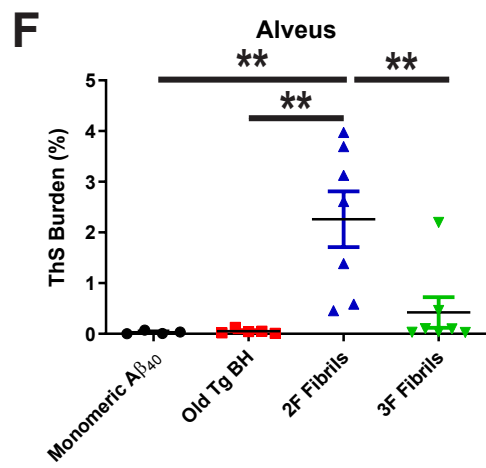 F
Alveus
**
**
**
ThS Burden (%)
5
4
3
2
1
0
Monomeric Aβ40
Old Tg BH
2F Fibrils
3F Fibrils